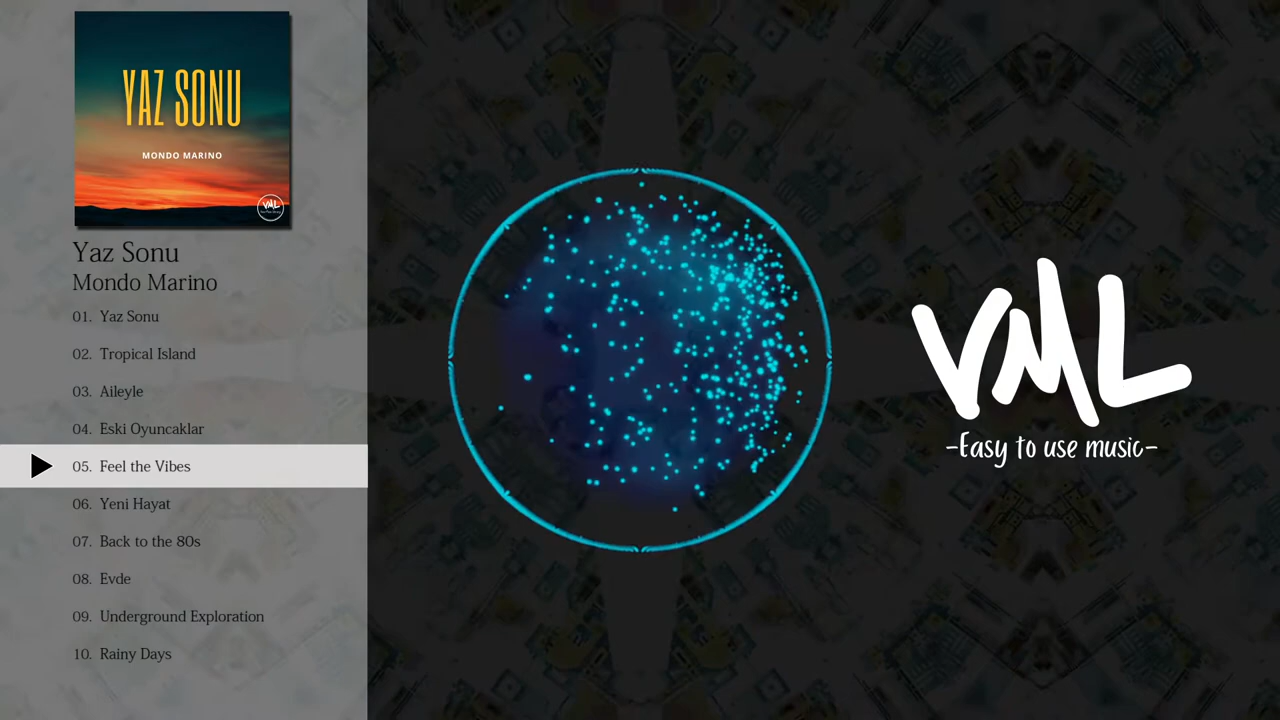 YAZ SONU
MONDO MARINO
VML
Yaz Sonu
Mondo Marino
01. Yaz Sonu
02. Tropical Island
03. Aileyle
04. Eski Oyuncaklar
05. Feel the Vibes
06. Yeni Hayat
07. Back to the 80s
08. Evde
09. Underground Exploration
10. Rainy Days
VML
-Easy to use music-